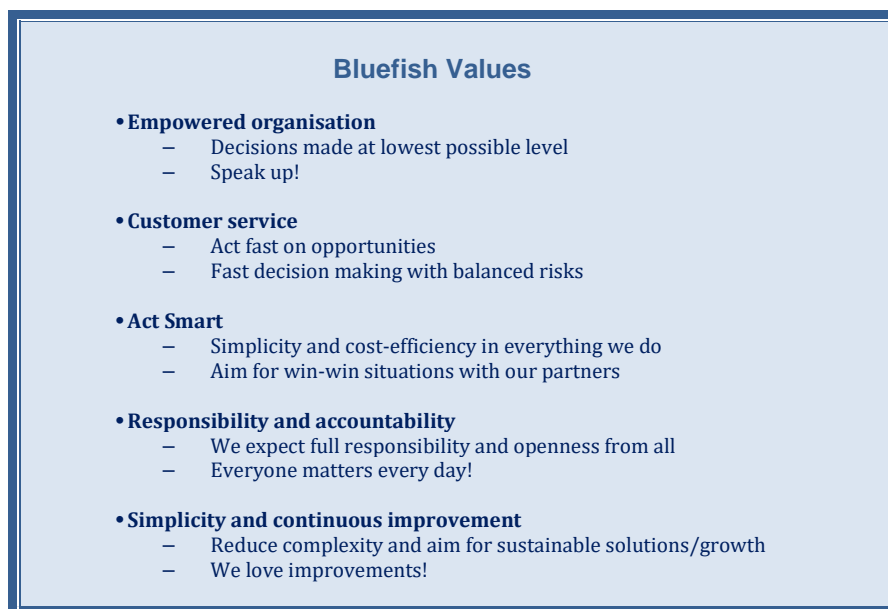 Bluefish Values
•Empowered organisation
– Decisions made at lowest possible level
– Speak up!
•Customer service
– Act fast on opportunities
– Fast decision making with balanced risks
•Act Smart
– Simplicity and cost-efficiency in everything we do
– Aim for win-win situations with our partners
•Responsibility and accountability
– We expect full responsibility and openness from all
– Everyone matters every day!
•Simplicity and continuous improvement
– Reduce complexity and aim for sustainable solutions/growth
– We love improvements!